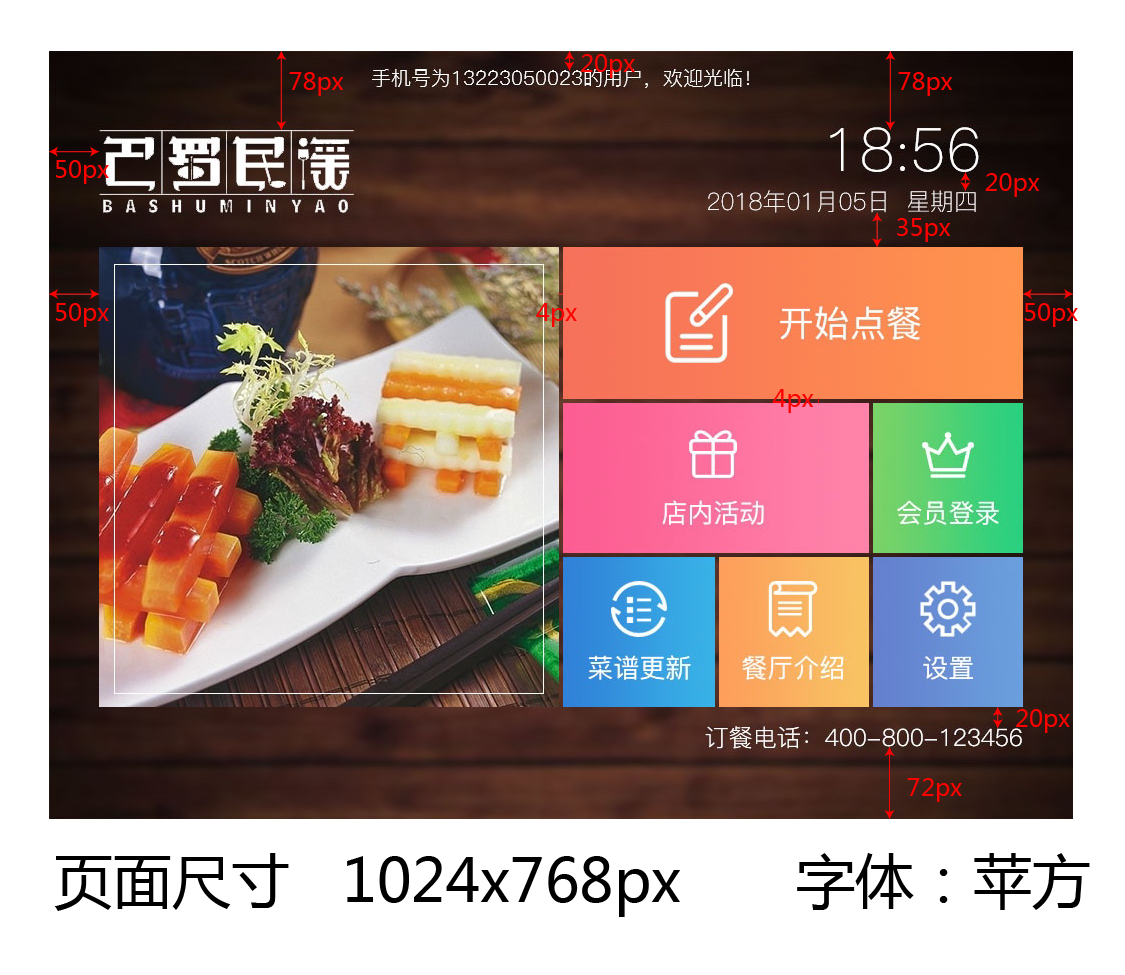 20px
78px
手机号为13223050023的用户，欢迎光临！
78px
50px
巴蜀民谣
BASHUMINYAO
18:56
20px
2018年01月05日 星期四
35px
50px
4px
50px
开始点餐
4px
店内活动
会员登录
菜谱更新
餐厅介绍
设置
20px
订餐电话：400-800-123456
72px
页面尺寸 1024x768px 字体：苹方